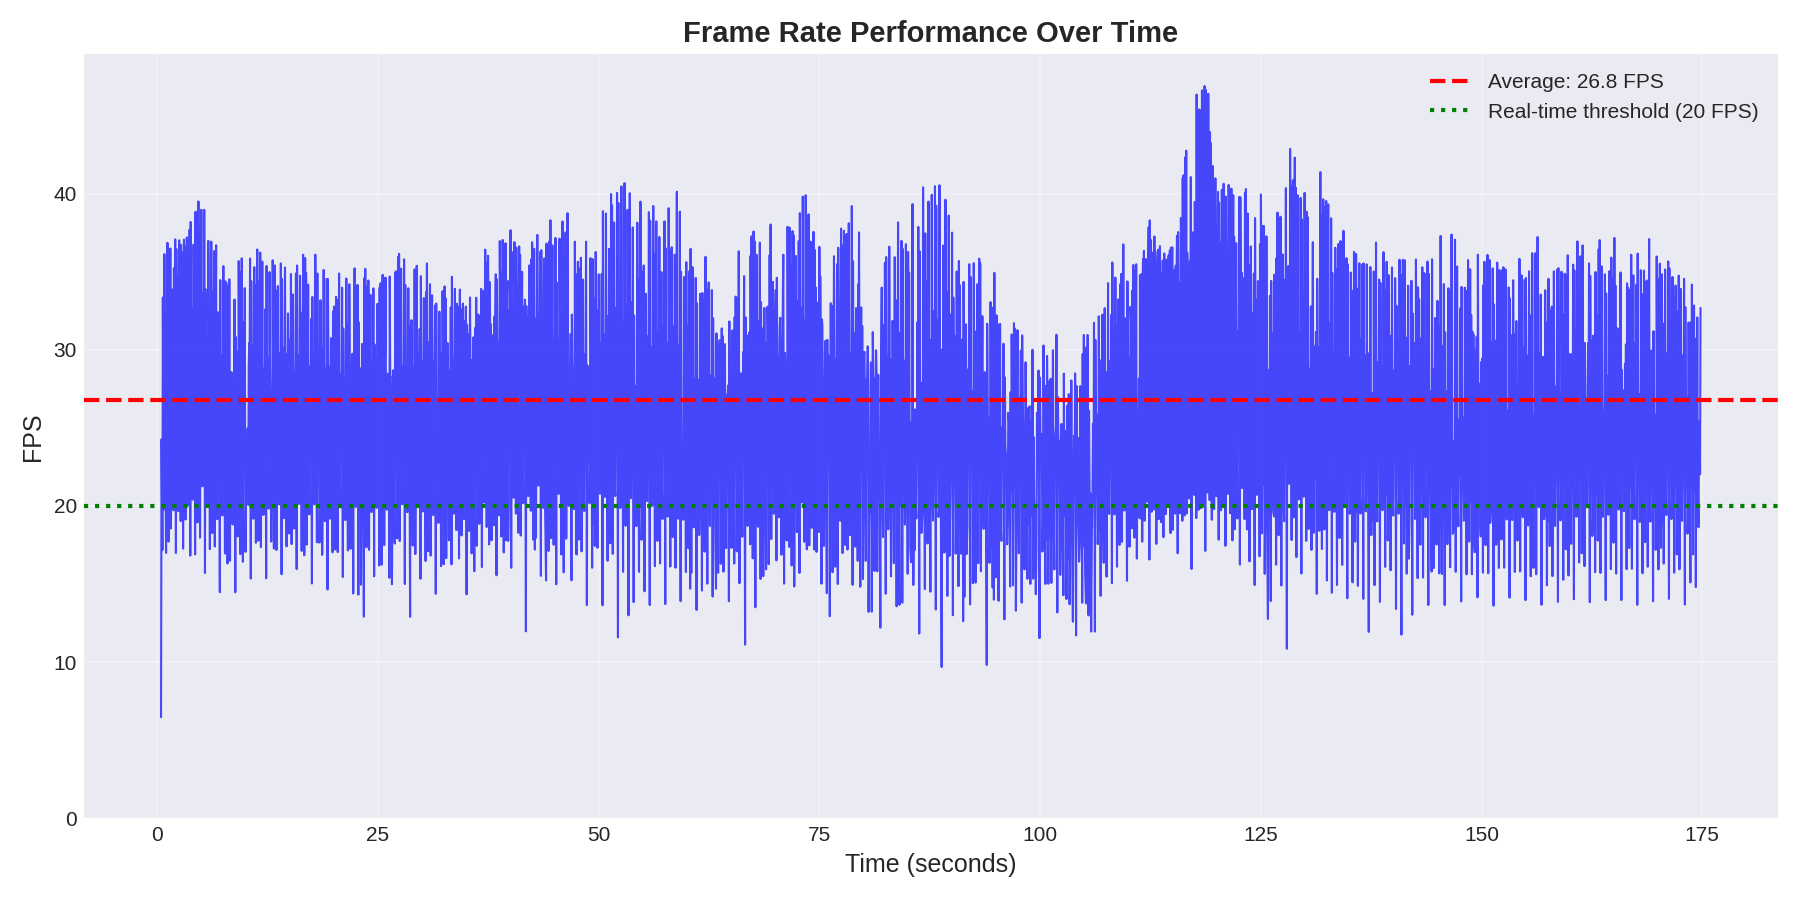 Frame Rate Performance Over Time
Average: 26.8 FPS
Real-time threshold (20 FPS)
FPS
40
30
20
10
0
0 25 50 75 100 125 150 175
Time (seconds)